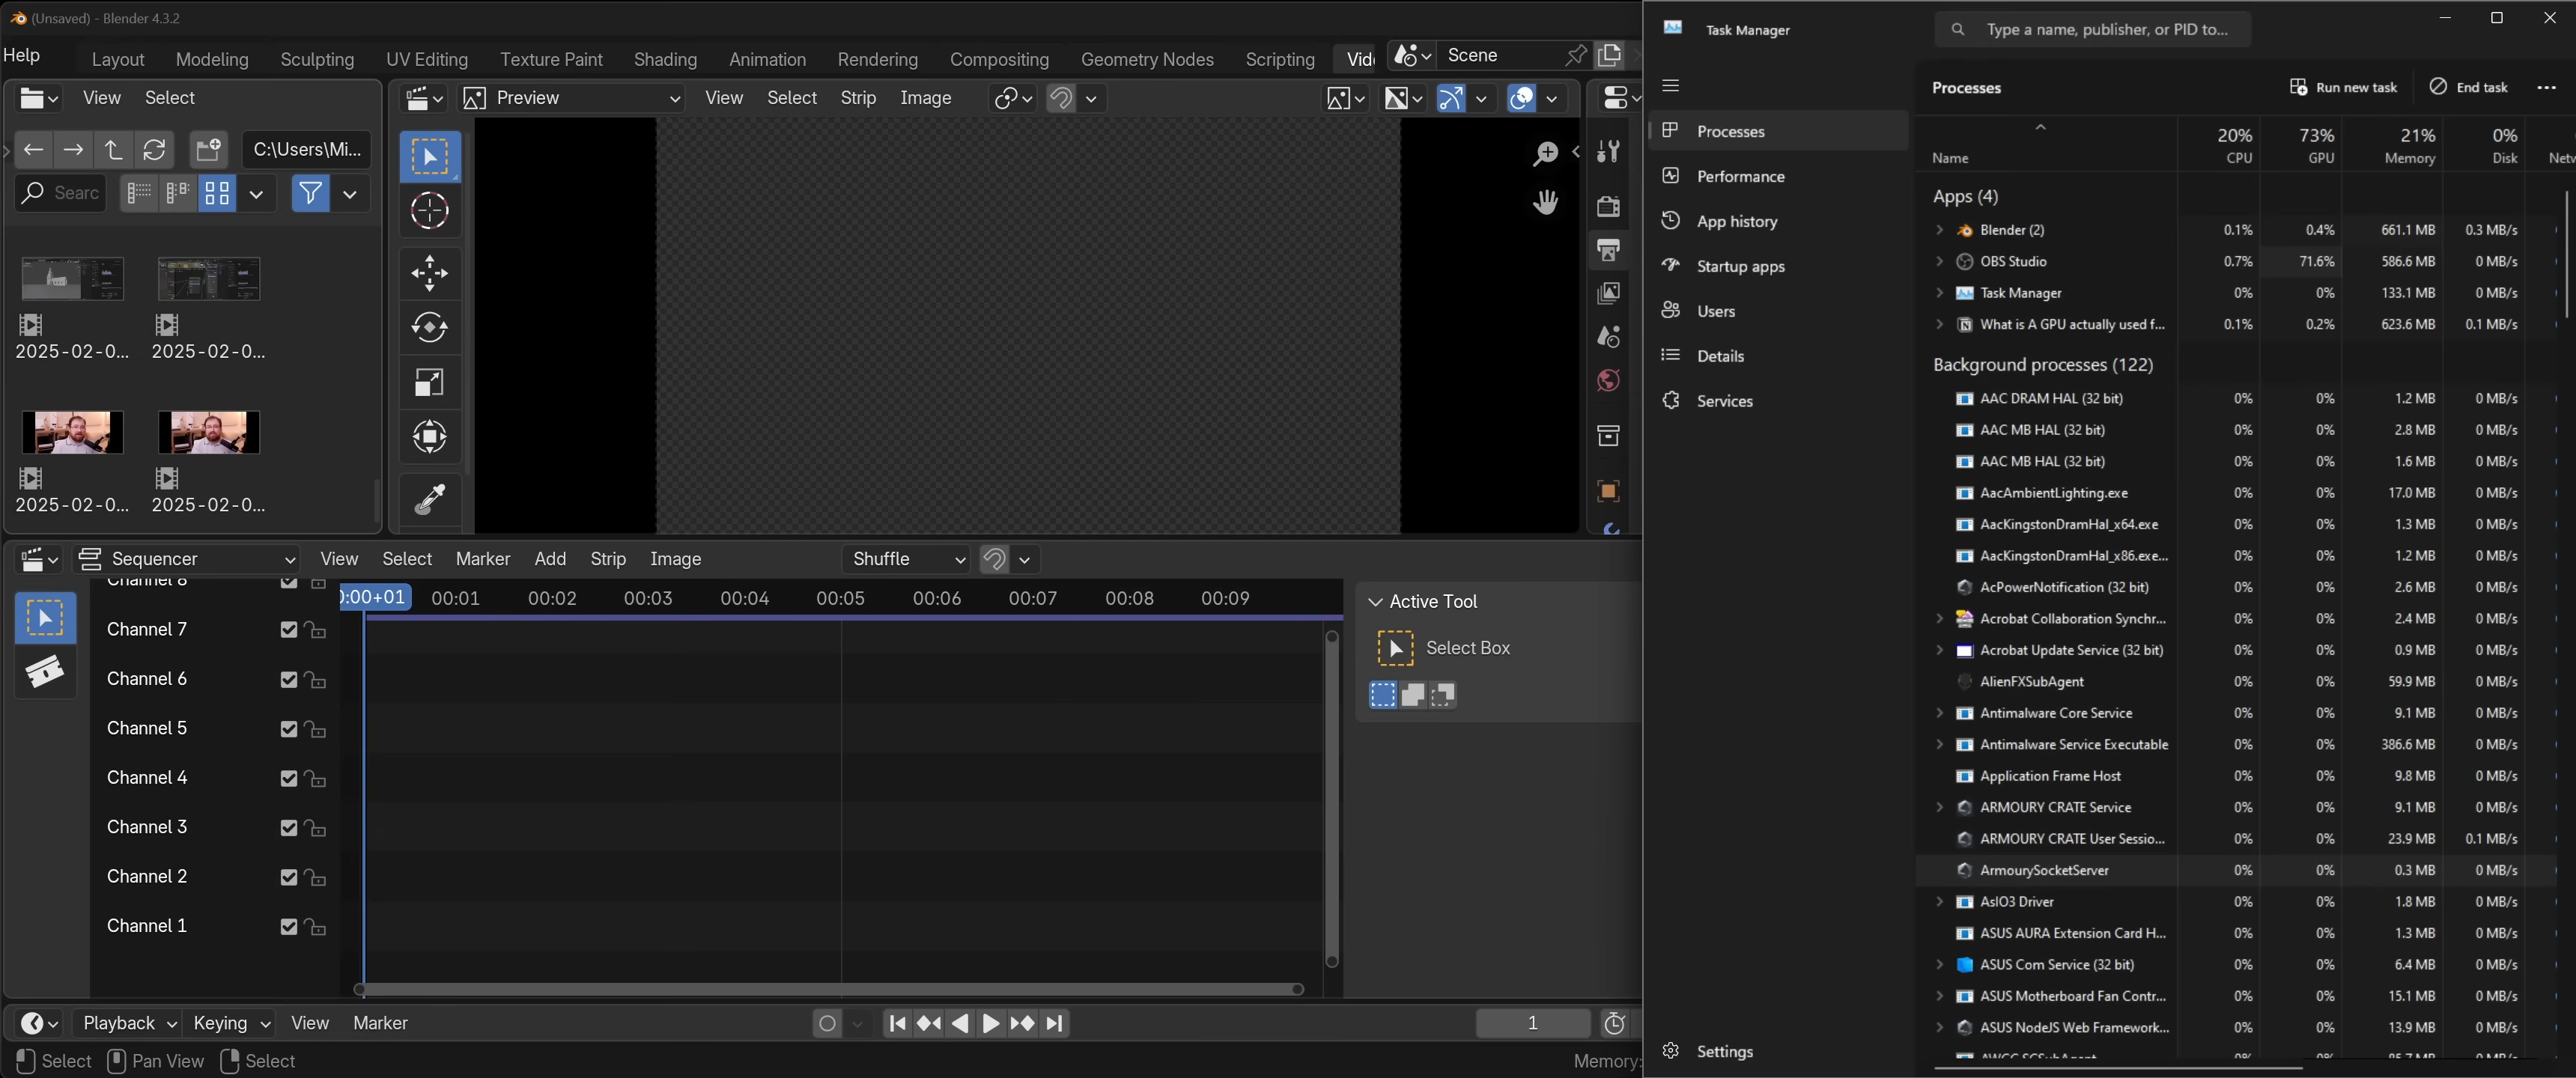 (Unsaved) - Blender 4.3.2
Help Layout Modeling Sculpting UV Editing Texture Paint Shading Animation Rendering Compositing Geometry Nodes Scripting Scene
View Select
C:\Users\Mi...
Searc
2025-02-0... 2025-02-0...
2025-02-0... 2025-02-0...
Preview View Select Strip Image
Sequencer View Select Marker Add Strip Image Shuffle
Channel 8
Channel 7
Channel 6
Channel 5
Channel 4
Channel 3
Channel 2
Channel 1
0:00+01 00:01 00:02 00:03 00:04 00:05 00:06 00:07 00:08 00:09
Active Tool
Select Box
Playback Keying View Marker 1
Select Pan View Select Memory:
Task Manager
Type a name, publisher, or PID to...
Processes
Performance
App history
Startup apps
Users
Details
Services
Settings
Processes Run new task End task
20% 73% 21% 0%
Name CPU GPU Memory Disk Netw
Apps (4)
Blender (2) 0.1% 0.4% 661.1 MB 0.3 MB/s
OBS Studio 0.7% 71.6% 586.6 MB 0 MB/s
Task Manager 0% 0% 133.1 MB 0 MB/s
What is A GPU actually used f... 0.1% 0.2% 623.6 MB 0.1 MB/s
Background processes (122)
AAC DRAM HAL (32 bit) 0% 0% 1.2 MB 0 MB/s
AAC MB HAL (32 bit) 0% 0% 2.8 MB 0 MB/s
AAC MB HAL (32 bit) 0% 0% 1.6 MB 0 MB/s
AacAmbientLighting.exe 0% 0% 17.0 MB 0 MB/s
AacKingstonDramHal_x64.exe 0% 0% 1.3 MB 0 MB/s
AacKingstonDramHal_x86.exe... 0% 0% 1.2 MB 0 MB/s
AcPowerNotification (32 bit) 0% 0% 2.6 MB 0 MB/s
Acrobat Collaboration Synchr... 0% 0% 2.4 MB 0 MB/s
Acrobat Update Service (32 bit) 0% 0% 0.9 MB 0 MB/s
AlienFXSubAgent 0% 0% 59.9 MB 0 MB/s
Antimalware Core Service 0% 0% 9.1 MB 0 MB/s
Antimalware Service Executable 0% 0% 386.6 MB 0 MB/s
Application Frame Host 0% 0% 9.8 MB 0 MB/s
ARMOURY CRATE Service 0% 0% 9.1 MB 0 MB/s
ARMOURY CRATE User Sessio... 0% 0% 23.9 MB 0.1 MB/s
ArmourySocketServer 0% 0% 0.3 MB 0 MB/s
AsIO3 Driver 0% 0% 1.8 MB 0 MB/s
ASUS AURA Extension Card H... 0% 0% 1.3 MB 0 MB/s
ASUS Com Service (32 bit) 0% 0% 6.4 MB 0 MB/s
ASUS Motherboard Fan Contr... 0% 0% 15.1 MB 0 MB/s
ASUS NodeJS Web Framework... 0% 0% 13.9 MB 0 MB/s